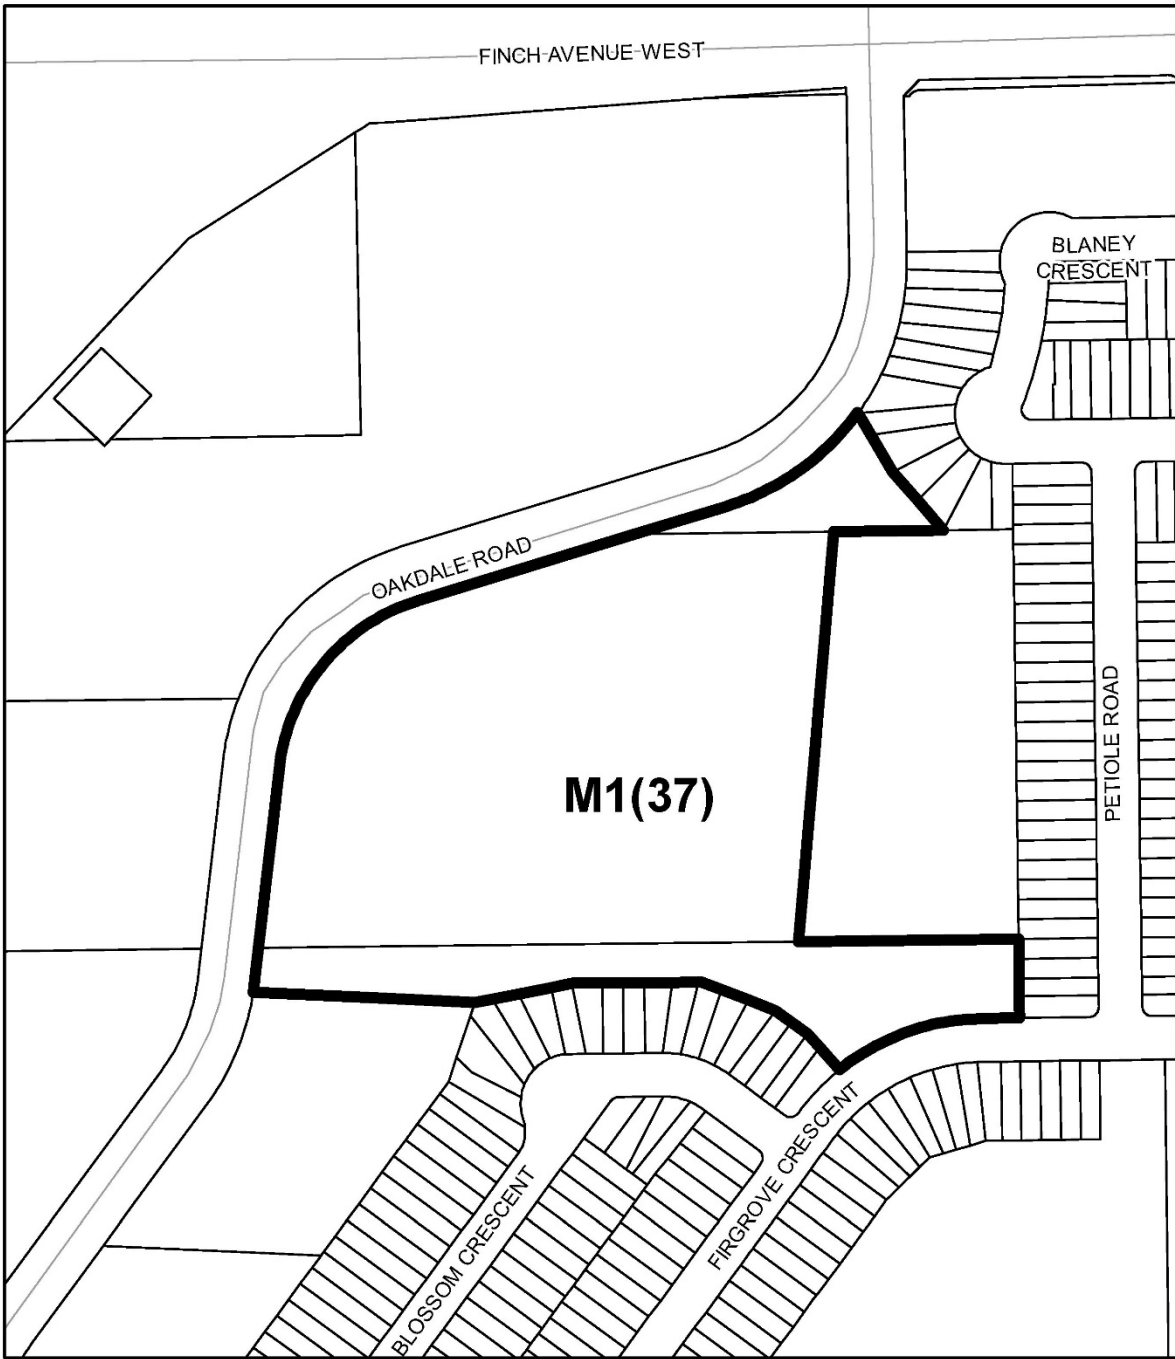 FINCH AVENUE WEST
BLANEY
CRESCENT
OAKDALE ROAD
PETIOLE ROAD
M1(37)
FIRGROVE CRESCENT
BLOSSOM CRESCENT